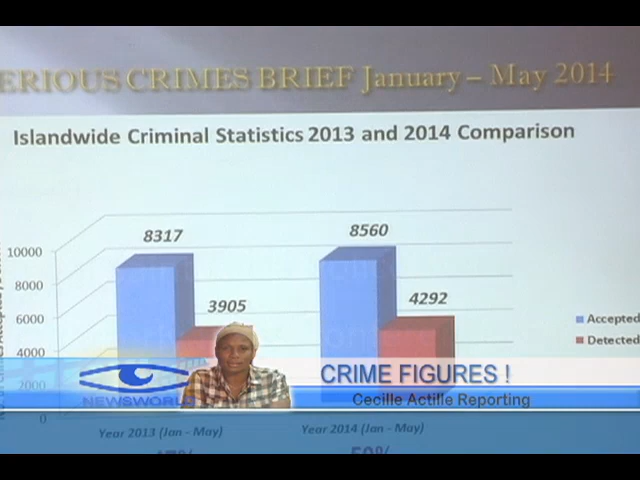 ERIOUS CRIMES BRIEF January – May 2014
Islandwide Criminal Statistics 2013 and 2014 Comparison
8317
8560
10000
8000
3905
4292
6000
Accepted
4000
Detected
CRIME FIGURES !
2000
NEWSWORL
Cecille Actille Reporting
0
Year 2013 (Jan - May)
Year 2014 (Jan - May)